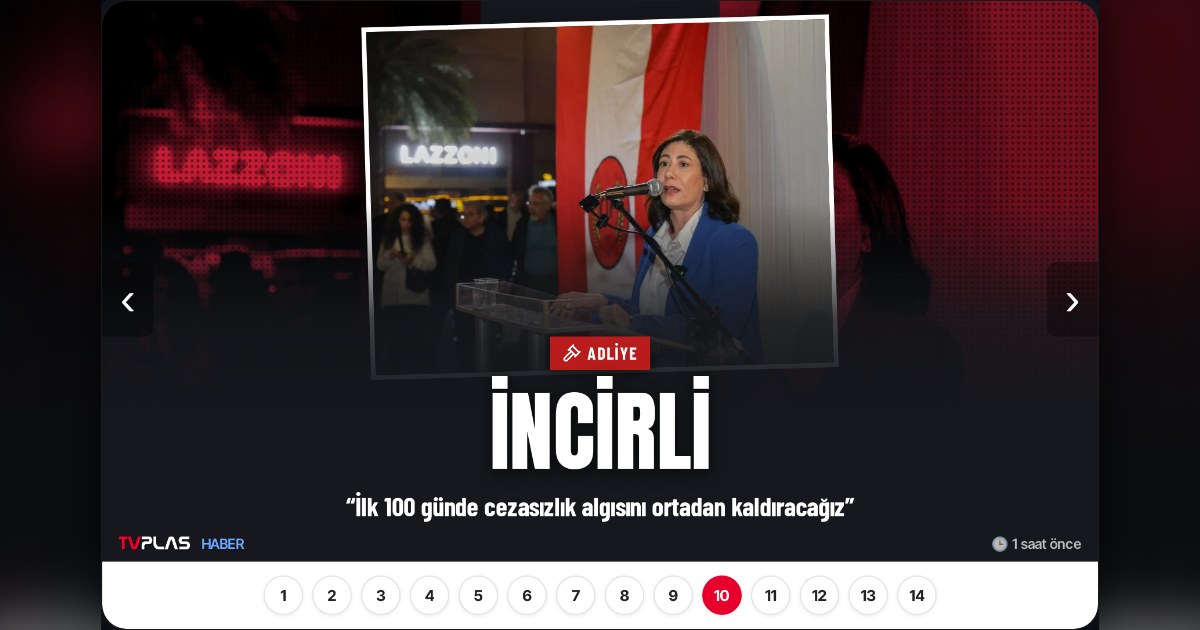 LAZZONI
LAZZONI
ADLİYE
İNCİRLİ
“İlk 100 günde cezasızlık algısını ortadan kaldıracağız”
TVPLAS HABER
1 saat önce
1 2 3 4 5 6 7 8 9 10 11 12 13 14